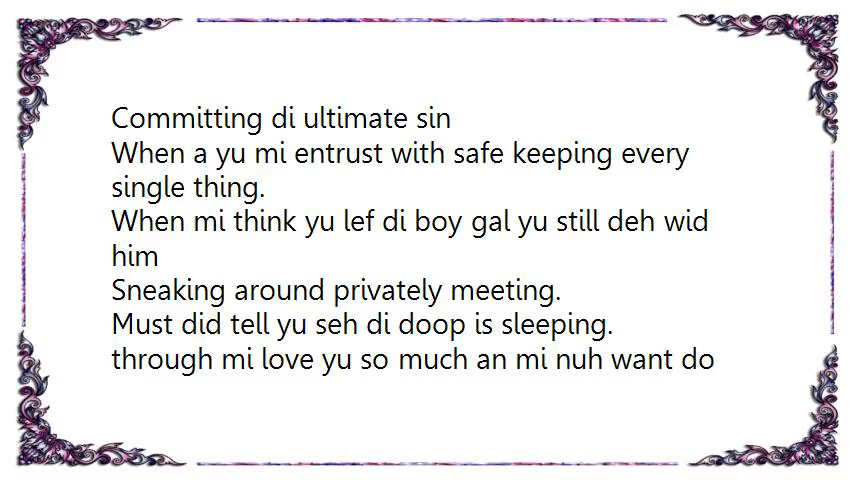 Committing di ultimate sin
When a yu mi entrust with safe keeping every
single thing.
When mi think yu lef di boy gal yu still deh wid
him
Sneaking around privately meeting.
Must did tell yu seh di doop is sleeping.
through mi love yu so much an mi nuh want do